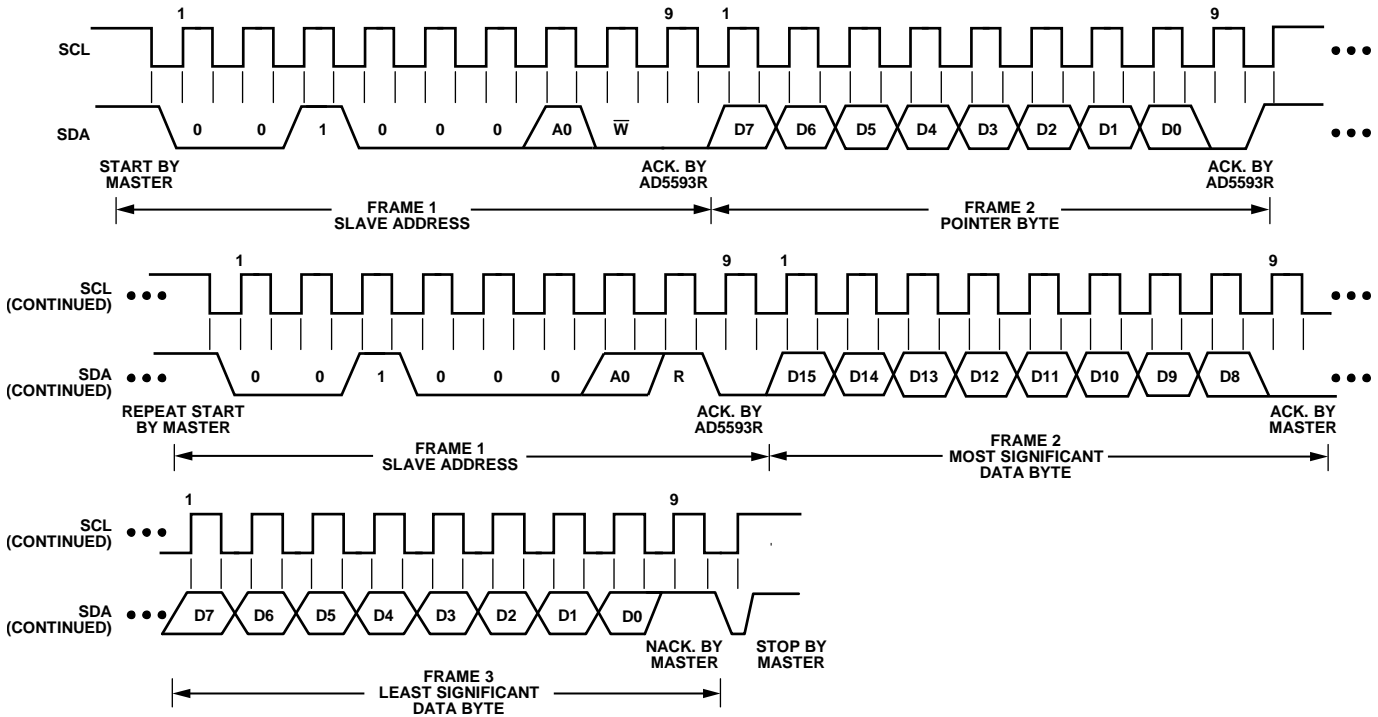 1 9 1 9
SCL
SDA 0 0 1 0 0 0 A0 W̅ D7 D6 D5 D4 D3 D2 D1 D0
START BY
MASTER
ACK. BY
AD5593R
ACK. BY
AD5593R
FRAME 1
SLAVE ADDRESS
FRAME 2
POINTER BYTE
1 9 1 9
SCL
(CONTINUED)
SDA
(CONTINUED)
0 0 1 0 0 0 A0 R D15 D14 D13 D12 D11 D10 D9 D8
REPEAT START
BY MASTER
ACK. BY
AD5593R
ACK. BY
MASTER
FRAME 1
SLAVE ADDRESS
FRAME 2
MOST SIGNIFICANT
DATA BYTE
1 9
SCL
(CONTINUED)
SDA
(CONTINUED)
D7 D6 D5 D4 D3 D2 D1 D0
NACK. BY
MASTER
STOP BY
MASTER
FRAME 3
LEAST SIGNIFICANT
DATA BYTE